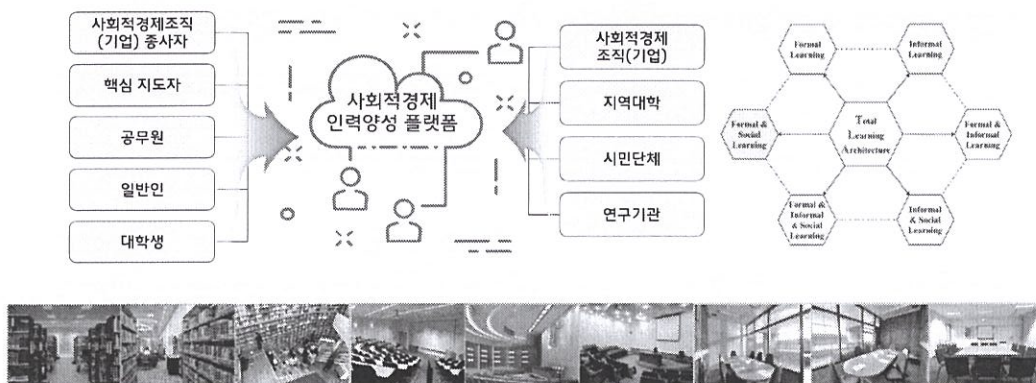 사회적경제조직
(기업) 종사자
핵심 지도자
공무원
일반인
대학생
사회적경제
인력양성 플랫폼
사회적경제
조직(기업)
지역대학
시민단체
연구기관
Formal
Learning
Informal
Learning
Formal &
Social
Learning
Total
Learning
Architecture
Formal &
Informal
Learning
Formal &
Informal
& Social
Learning
Informal
& Social
Learning